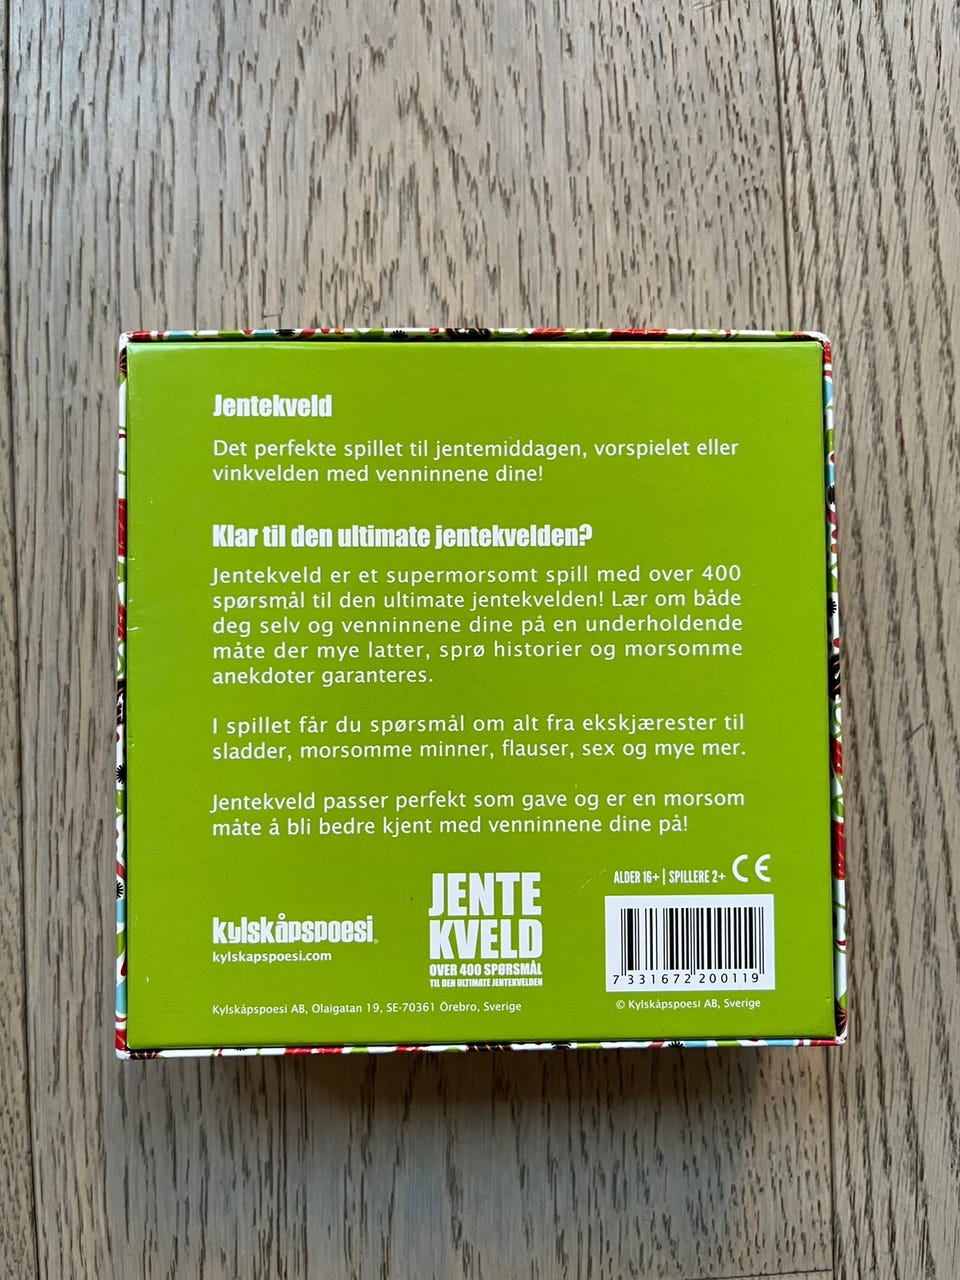 Jentekveld
Det perfekte spillet til jentemiddagen, vorspielet eller
vinkvelden med venninnene dine!
Klar til den ultimate jentekvelden?
Jentekveld er et supermorsomt spill med over 400
spørsmål til den ultimate jentekvelden! Lær om både
deg selv og venninnene dine på en underholdende
måte der mye latter, sprø historier og morsomme
anekdoter garanteres.
I spillet får du spørsmål om alt fra ekskjærester til
sladder, morsomme minner, flauser, sex og mye mer.
Jentekveld passer perfekt som gave og er en morsom
måte å bli bedre kjent med venninnene dine på!
ALDER 16+ | SPILLERE 2+ CE
kylskåpspoesi®
kylskapspoesi.com
JENTE
KVELD
OVER 400 SPØRSMÅL
TIL DEN ULTIMATE JENTEKVELDEN
7 331672 200119
Kylskåpspoesi AB, Olaigatan 19, SE-70361 Örebro, Sverige
© Kylskåpspoesi AB, Sverige